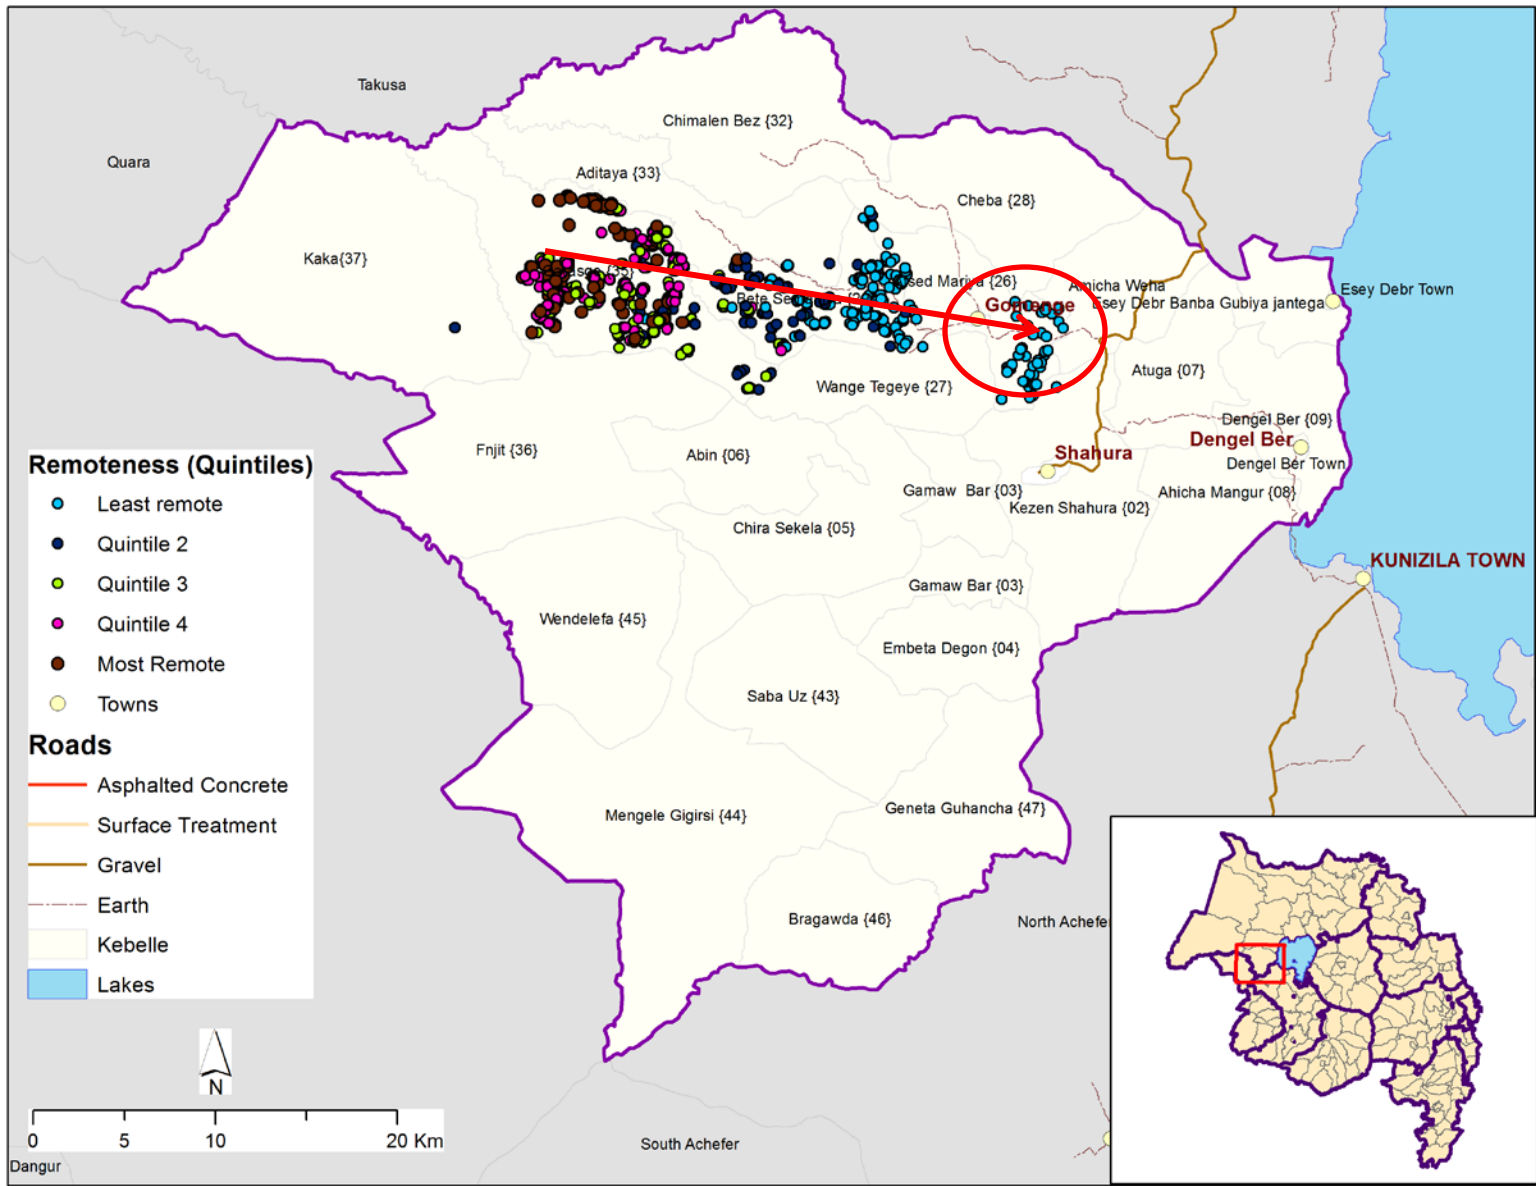 Takusa
Quara
Chimalen Bez {32}
Aditaya {33}
Cheba {28}
Kaka{37}
{35}
Amicha Weha
Esey Debr Town
Esey Debr Banba Gubiya jantega
Gomenge
Atuga {07}
Wange Tegeye {27}
Dengel Ber {09}
Dengel Ber
Dengel Ber Town
Fnjit {36}
Abin {06}
Shahura
Gamaw Bar {03}
Ahicha Mangur {08}
Kezen Shahura {02}
Chira Sekela {05}
KUNIZILA TOWN
Gamaw Bar {03}
Wendelefa {45}
Embeta Degon {04}
Saba Uz {43}
Mengele Gigirsi {44}
Geneta Guhancha {47}
Bragawda {46}
North Achefer
South Achefer
Dangur
Remoteness (Quintiles)
Least remote
Quintile 2
Quintile 3
Quintile 4
Most Remote
Towns
Roads
Asphalted Concrete
Surface Treatment
Gravel
Earth
Kebelle
Lakes
N
0 5 10 20 Km